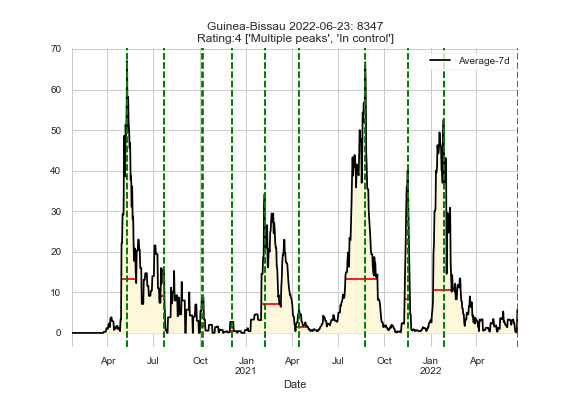 Guinea-Bissau 2022-06-23: 8347
Rating:4 ['Multiple peaks', 'In control']
Average-7d
70
60
50
40
30
20
10
0
Apr Jul Oct Jan Apr Jul Oct Jan Apr
2021 2022
Date